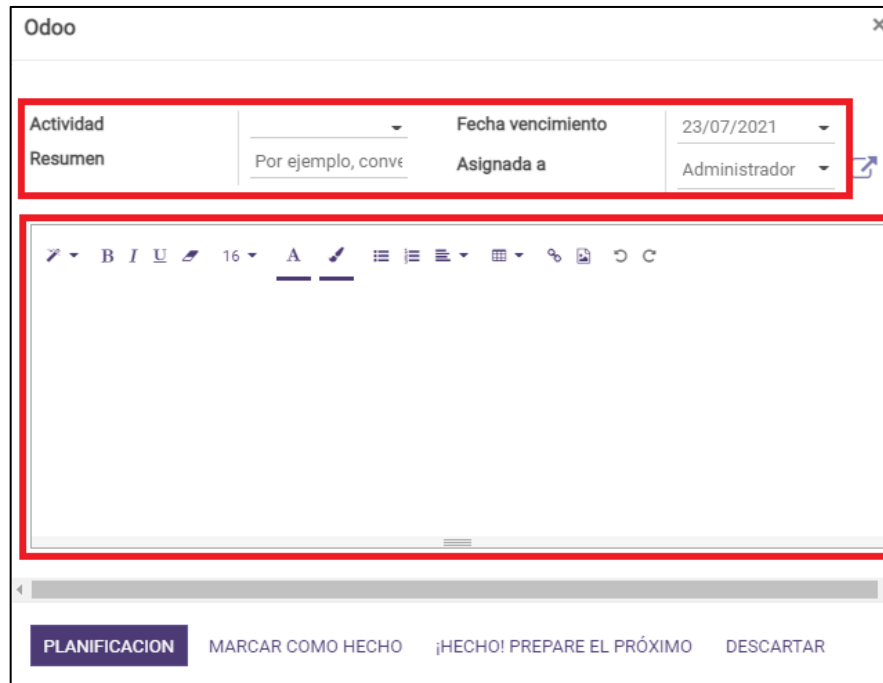 Odoo
Actividad
Fecha vencimiento
23/07/2021
Resumen
Por ejemplo, conve
Asignada a
Administrador
B I U 16 A
PLANIFICACION MARCAR COMO HECHO ¡HECHO! PREPARE EL PRÓXIMO DESCARTAR